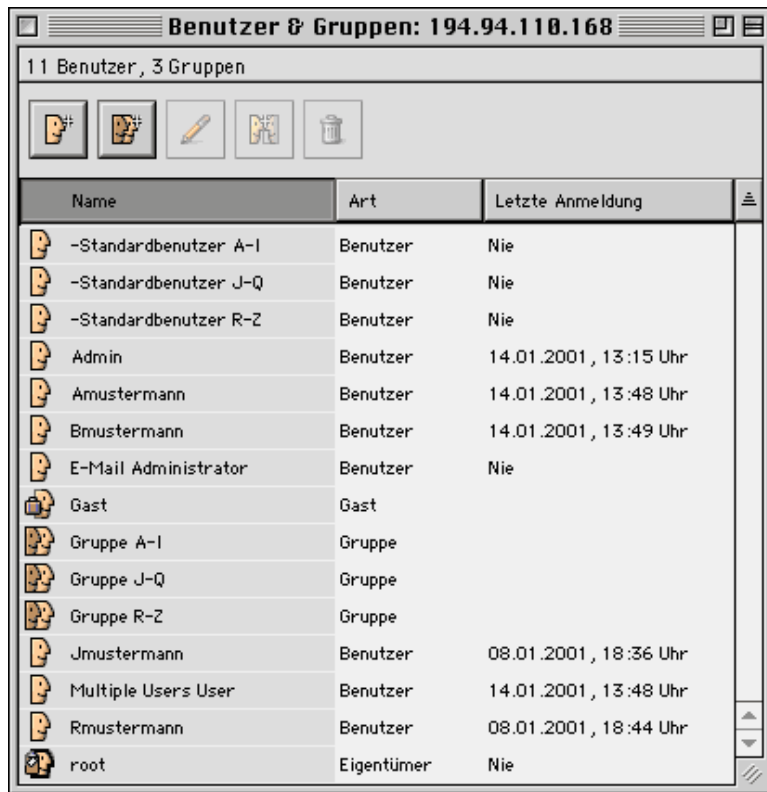 Benutzer & Gruppen: 194.94.110.168
11 Benutzer, 3 Gruppen
Name Art Letzte Anmeldung
-Standardbenutzer A-I Benutzer Nie
-Standardbenutzer J-Q Benutzer Nie
-Standardbenutzer R-Z Benutzer Nie
Admin Benutzer 14.01.2001, 13:15 Uhr
Amustermann Benutzer 14.01.2001, 13:48 Uhr
Bmustermann Benutzer 14.01.2001, 13:49 Uhr
E-Mail Administrator Benutzer Nie
Gast Gast
Gruppe A-I Gruppe
Gruppe J-Q Gruppe
Gruppe R-Z Gruppe
Jmustermann Benutzer 08.01.2001, 18:36 Uhr
Multiple Users User Benutzer 14.01.2001, 13:48 Uhr
Rmustermann Benutzer 08.01.2001, 18:44 Uhr
root Eigentümer Nie